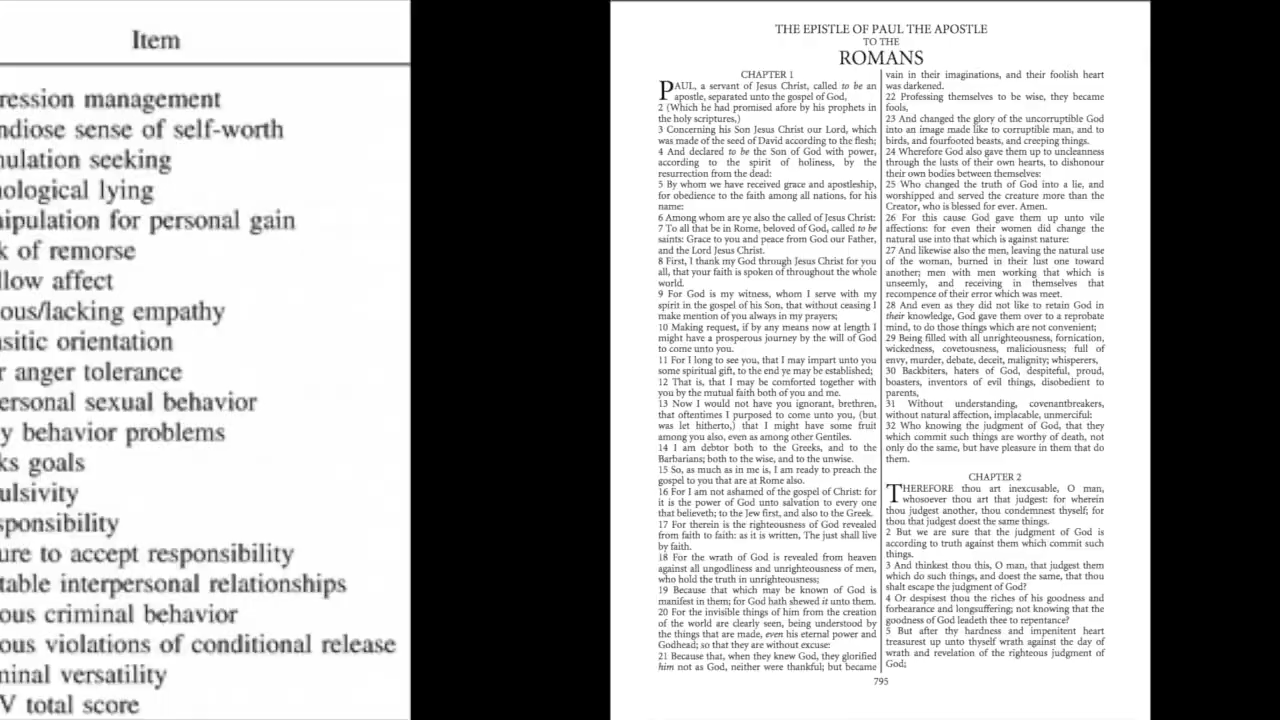 Item
ression management
ndiose sense of self-worth
nulation seeking
nological lying
nipulation for personal gain
k of remorse
llow affect
ous/lacking empathy
sitic orientation
r anger tolerance
ersonal sexual behavior
y behavior problems
ks goals
ulsivity
sponsibility
ure to accept responsibility
table interpersonal relationships
ous criminal behavior
ous violations of conditional release
ninal versatility
V total score
THE EPISTLE OF PAUL THE APOSTLE
TO THE
ROMANS
CHAPTER 1
PAUL, a servant of Jesus Christ, called to be an
apostle, separated unto the gospel of God,
2 (Which he had promised afore by his prophets in
the holy scriptures,)
3 Concerning his Son Jesus Christ our Lord, which
was made of the seed of David according to the flesh;
4 And declared to be the Son of God with power,
according to the spirit of holiness, by the
resurrection from the dead:
5 By whom we have received grace and apostleship,
for obedience to the faith among all nations, for his
name:
6 Among whom are ye also the called of Jesus Christ:
7 To all that be in Rome, beloved of God, called to be
saints: Grace to you and peace from God our Father,
and the Lord Jesus Christ.
8 First, I thank my God through Jesus Christ for you
all, that your faith is spoken of throughout the whole
world.
9 For God is my witness, whom I serve with my
spirit in the gospel of his Son, that without ceasing I
make mention of you always in my prayers;
10 Making request, if by any means now at length I
might have a prosperous journey by the will of God
to come unto you.
11 For I long to see you, that I may impart unto you
some spiritual gift, to the end ye may be established;
12 That is, that I may be comforted together with
you by the mutual faith both of you and me.
13 Now I would not have you ignorant, brethren,
that oftentimes I purposed to come unto you, (but
was let hitherto,) that I might have some fruit
among you also, even as among other Gentiles.
14 I am debtor both to the Greeks, and to the
Barbarians; both to the wise, and to the unwise.
15 So, as much as in me is, I am ready to preach the
gospel to you that are at Rome also.
16 For I am not ashamed of the gospel of Christ: for
it is the power of God unto salvation to every one
that believeth; to the Jew first, and also to the Greek.
17 For therein is the righteousness of God revealed
from faith to faith: as it is written, The just shall live
by faith.
18 For the wrath of God is revealed from heaven
against all ungodliness and unrighteousness of men,
who hold the truth in unrighteousness;
19 Because that which may be known of God is
manifest in them; for God hath shewed it unto them.
20 For the invisible things of him from the creation
of the world are clearly seen, being understood by
the things that are made, even his eternal power and
Godhead; so that they are without excuse:
21 Because that, when they knew God, they glorified
him not as God, neither were thankful; but became
vain in their imaginations, and their foolish heart
was darkened.
22 Professing themselves to be wise, they became
fools,
23 And changed the glory of the uncorruptible God
into an image made like to corruptible man, and to
birds, and fourfooted beasts, and creeping things.
24 Wherefore God also gave them up to uncleanness
through the lusts of their own hearts, to dishonour
their own bodies between themselves:
25 Who changed the truth of God into a lie, and
worshipped and served the creature more than the
Creator, who is blessed for ever. Amen.
26 For this cause God gave them up unto vile
affections: for even their women did change the
natural use into that which is against nature:
27 And likewise also the men, leaving the natural use
of the woman, burned in their lust one toward
another; men with men working that which is
unseemly, and receiving in themselves that
recompence of their error which was meet.
28 And even as they did not like to retain God in
their knowledge, God gave them over to a reprobate
mind, to do those things which are not convenient;
29 Being filled with all unrighteousness, fornication,
wickedness, covetousness, maliciousness; full of
envy, murder, debate, deceit, malignity; whisperers,
30 Backbiters, haters of God, despiteful, proud,
boasters, inventors of evil things, disobedient to
parents,
31 Without understanding, covenantbreakers,
without natural affection, implacable, unmerciful:
32 Who knowing the judgment of God, that they
which commit such things are worthy of death, not
only do the same, but have pleasure in them that do
them.
CHAPTER 2
THEREFORE thou art inexcusable, O man,
whosoever thou art that judgest: for wherein
thou judgest another, thou condemnest thyself; for
thou that judgest doest the same things.
2 But we are sure that the judgment of God is
according to truth against them which commit such
things.
3 And thinkest thou this, O man, that judgest them
which do such things, and doest the same, that thou
shalt escape the judgment of God?
4 Or despisest thou the riches of his goodness and
forbearance and longsuffering; not knowing that the
goodness of God leadeth thee to repentance?
5 But after thy hardness and impenitent heart
treasurest up unto thyself wrath against the day of
wrath and revelation of the righteous judgment of
God;
795